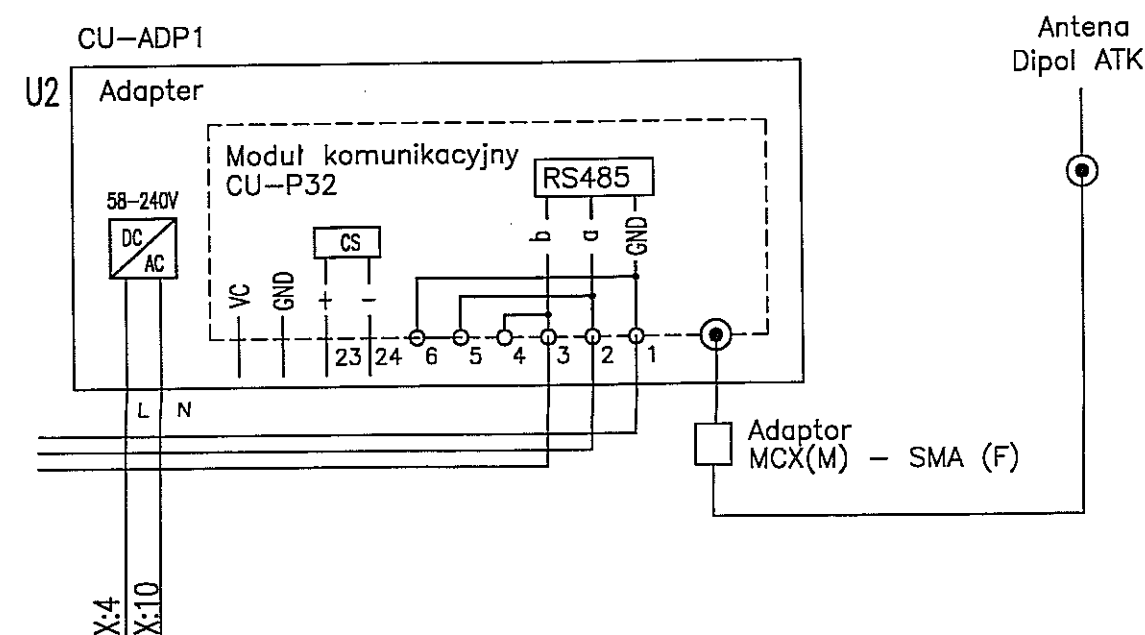 CU-ADP1
Antena
Dipol ATK
U2
Adapter
Moduł komunikacyjny
CU-P32
RS485
58-240V
DC
AC
CS
b
a
GND
VC
GND
+
-
23
24
6
5
4
3
2
1
L
N
Adaptor
MCX(M) - SMA (F)
X:4
X:10